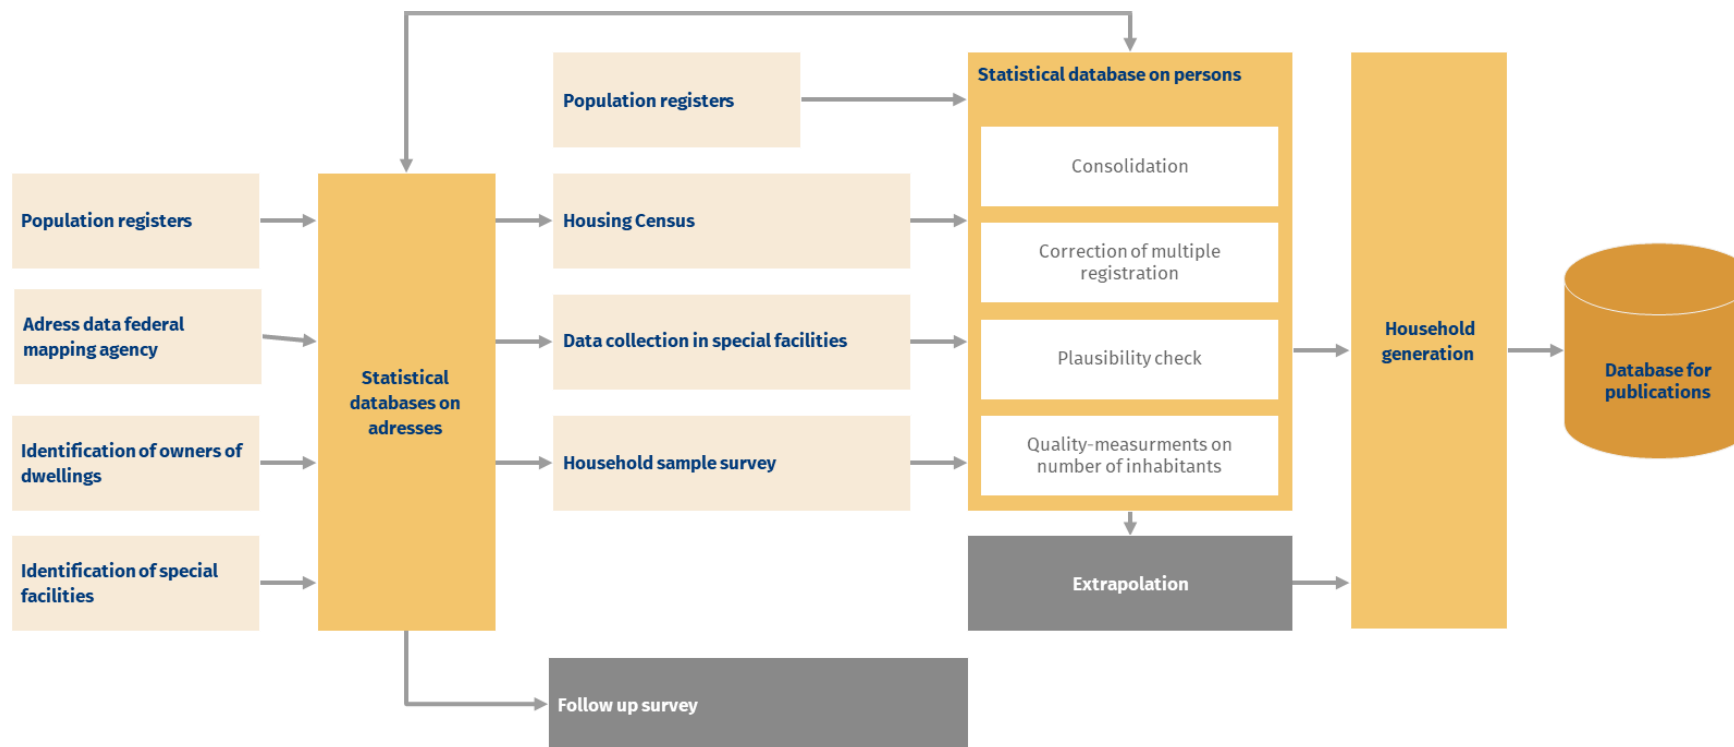 Population registers
Adress data federal
mapping agency
Identification of owners of
dwellings
Identification of special
facilities
Statistical
databases on
adresses
Population registers
Housing Census
Data collection in special facilities
Household sample survey
Follow up survey
Statistical database on persons
Consolidation
Correction of multiple
registration
Plausibility check
Quality-measurments on
number of inhabitants
Extrapolation
Household
generation
Database for
publications